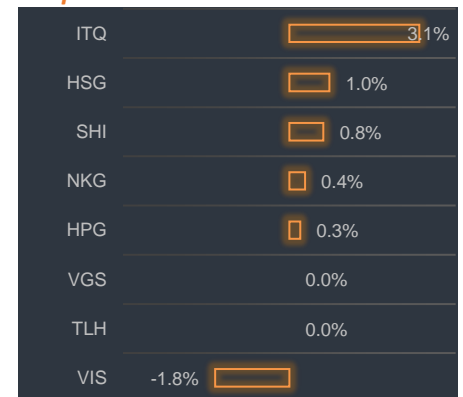 ITQ 3.1%
HSG 1.0%
SHI 0.8%
NKG 0.4%
HPG 0.3%
VGS 0.0%
TLH 0.0%
VIS -1.8%